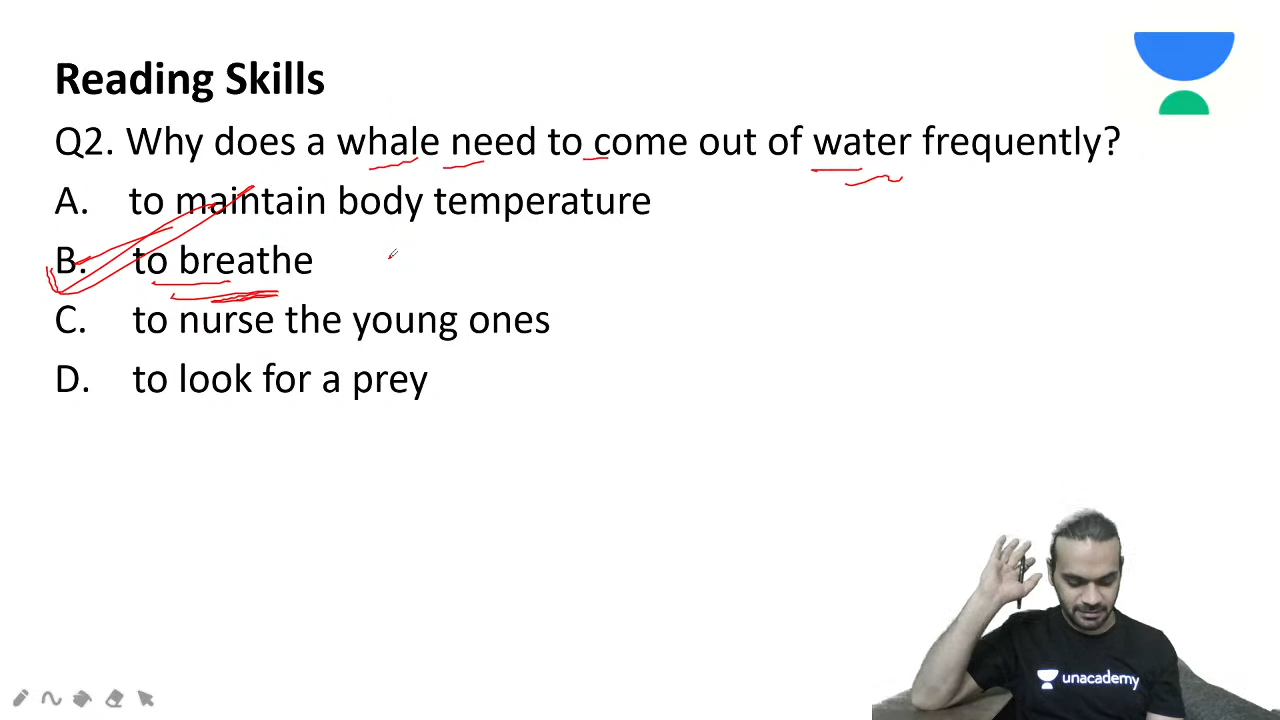 Reading Skills
Q2. Why does a whale need to come out of water frequently?
A. to maintain body temperature
B. to breathe
C. to nurse the young ones
D. to look for a prey
unacademy